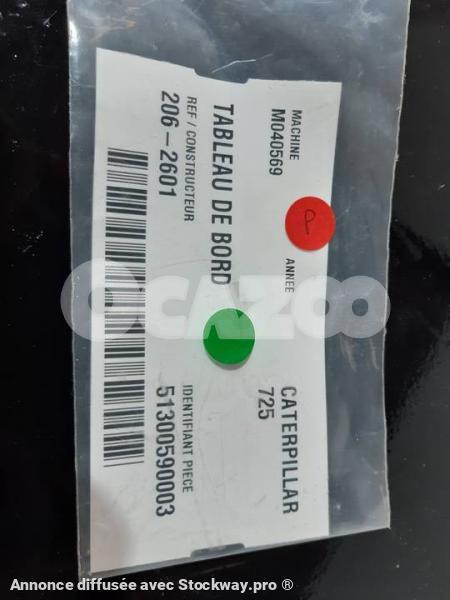 MACHINE
M040569
ANNEE
CATERPILLAR
725
TABLEAU DE BORD
REF / CONSTRUCTEUR
206-2601
IDENTIFIANT PIECE
51300590003
OCAZOO
Annonce diffusée avec Stockway.pro ®